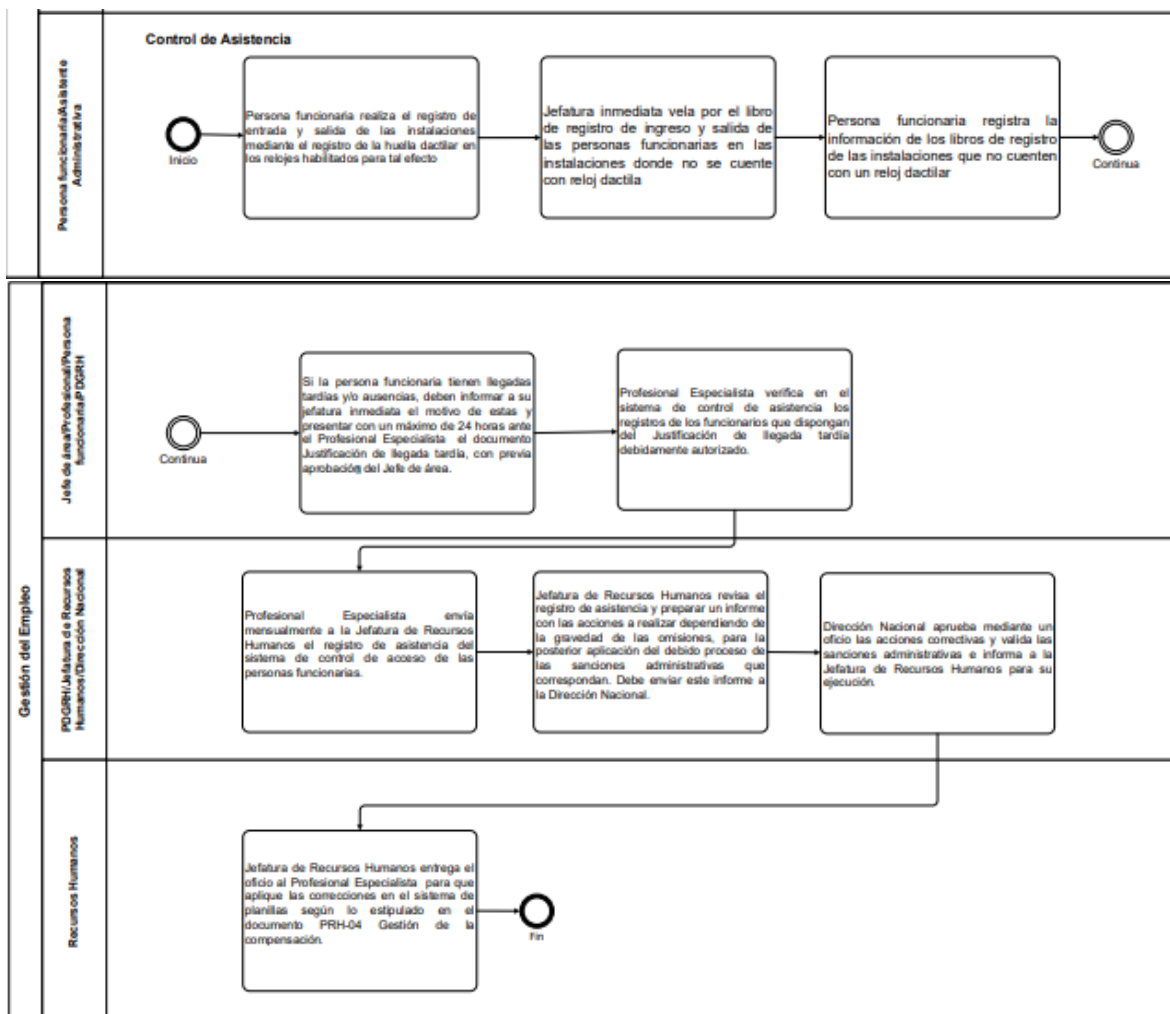 Control de Asistencia
Persona funcionaria/Asistente
Administrativa
Inicio
Persona funcionaria realiza el registro de
entrada y salida de las instalaciones
mediante el registro de la huella dactilar en
los relojes habilitados para tal efecto
Jefatura inmediata vela por el libro
de registro de ingreso y salida de
las personas funcionarias en las
instalaciones donde no se cuente
con reloj dactila
Persona funcionaria registra la
información de los libros de registro
de las instalaciones que no cuenten
con un reloj dactilar
Continua
Gestión del Empleo
Jefe de área/Profesional/Persona
funcionaria/PDGRH
Continua
Si la persona funcionaria tienen llegadas
tardías y/o ausencias, deben informar a su
jefatura inmediata el motivo de estas y
presentar con un máximo de 24 horas ante
el Profesional Especialista el documento
Justificación de llegada tardía, con previa
aprobación del Jefe de área.
Profesional Especialista verifica en el
sistema de control de asistencia los
registros de los funcionarios que dispongan
del Justificación de llegada tardía
debidamente autorizado.
PDGRH/Jefatura de Recursos
Humanos/Dirección Nacional
Profesional Especialista envía
mensualmente a la Jefatura de Recursos
Humanos el registro de asistencia del
sistema de control de acceso de las
personas funcionarias.
Jefatura de Recursos Humanos revisa el
registro de asistencia y preparar un informe
con las acciones a realizar dependiendo de
la gravedad de las omisiones, para la
posterior aplicación del debido proceso de
las sanciones administrativas que
correspondan. Debe enviar este informe a
la Dirección Nacional.
Dirección Nacional aprueba mediante un
oficio las acciones correctivas y valida las
sanciones administrativas e informa a la
Jefatura de Recursos Humanos para su
ejecución.
Recursos Humanos
Jefatura de Recursos Humanos entrega el
oficio al Profesional Especialista para que
aplique las correcciones en el sistema de
planillas según lo estipulado en el
documento PRH-04 Gestión de la
compensación.
Fin